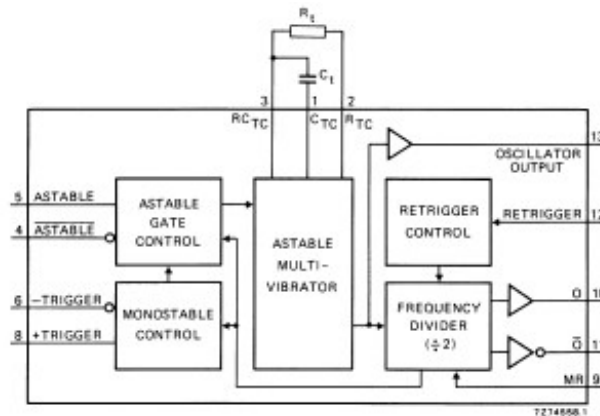 Rt
Ct
3 1 2
RCTC CTC RTC
13
OSCILLATOR OUTPUT
5 ASTABLE
4 ASTABLE
ASTABLE GATE CONTROL
ASTABLE MULTI-VIBRATOR
RETRIGGER CONTROL
RETRIGGER 12
6 −TRIGGER
8 +TRIGGER
MONOSTABLE CONTROL
FREQUENCY DIVIDER (÷2)
O 10
O̅ 11
MR 9
7Z74658.1